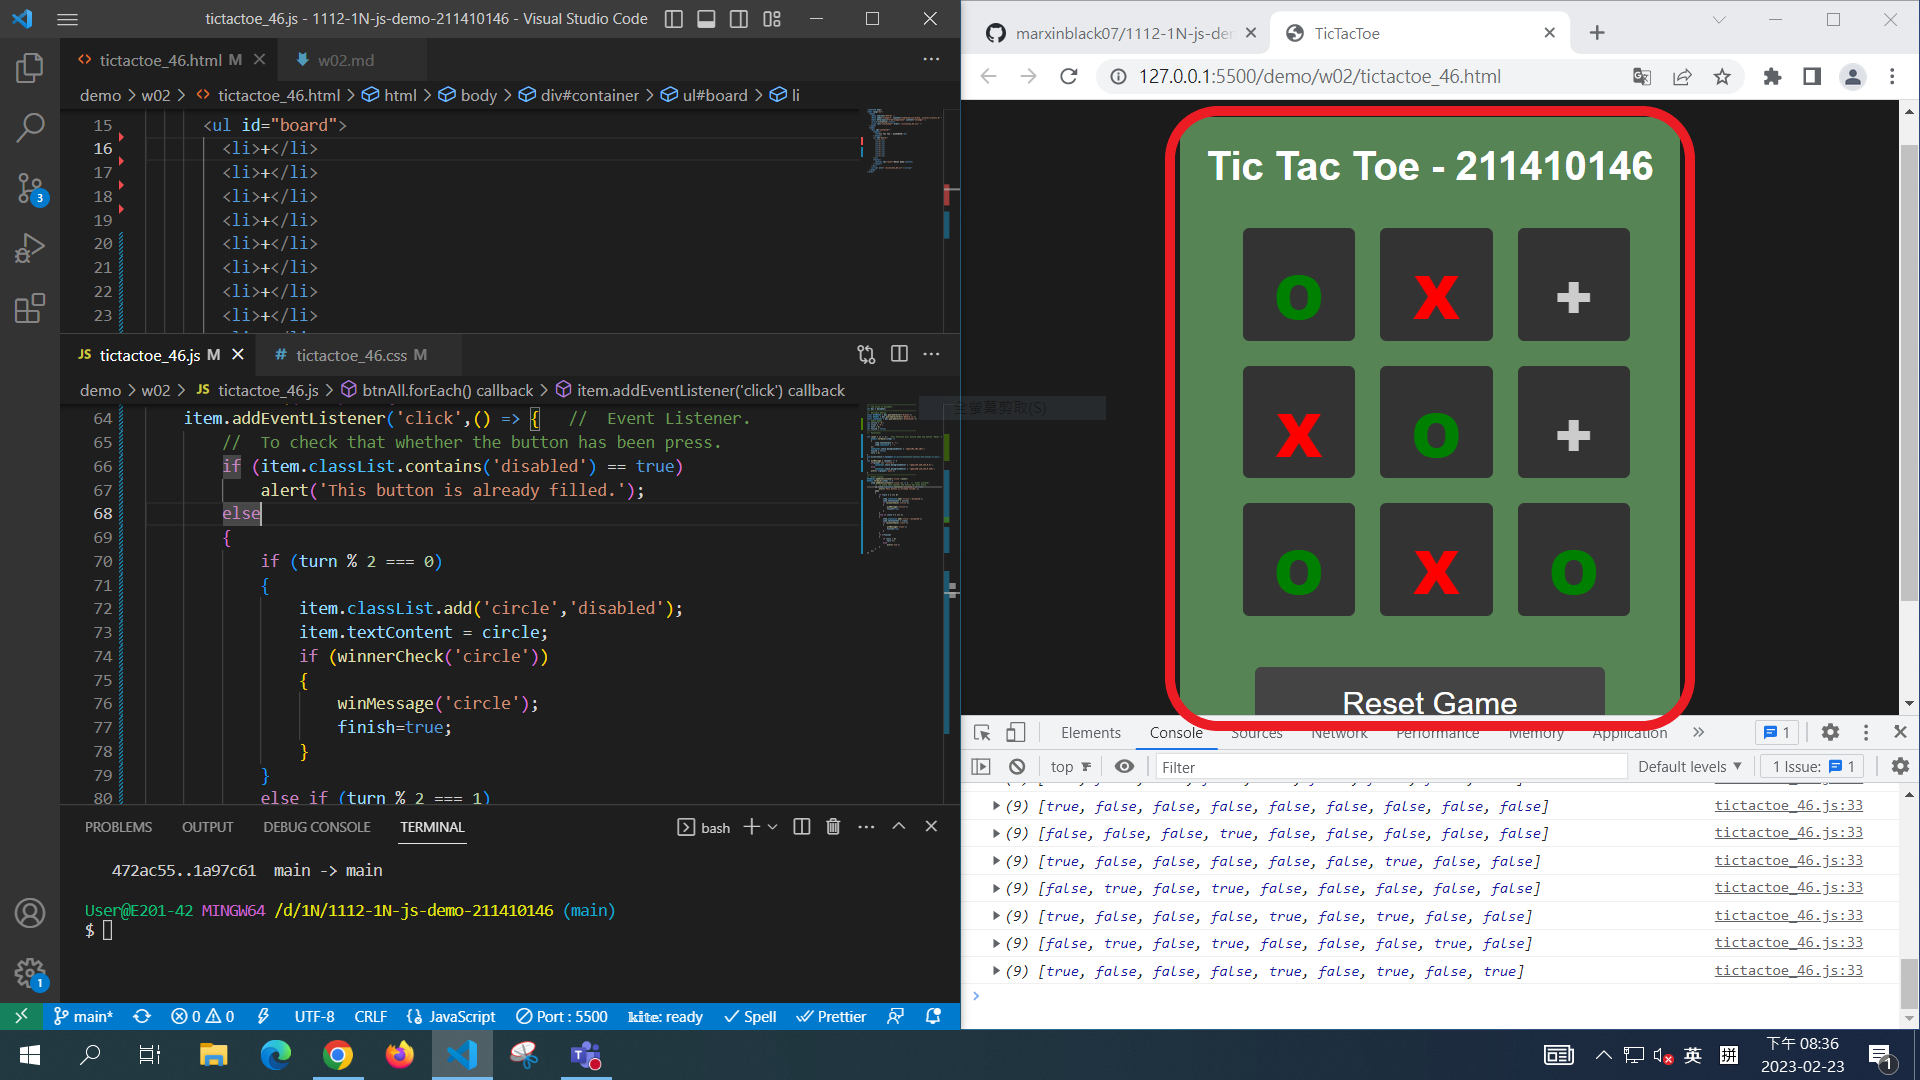 tictactoe_46.js - 1112-1N-js-demo-211410146 - Visual Studio Code
tictactoe_46.html M
w02.md
demo > w02 > tictactoe_46.html > html > body > div#container > ul#board > li
15 <ul id="board">
16 <li>+</li>
17 <li>+</li>
18 <li>+</li>
19 <li>+</li>
20 <li>+</li>
21 <li>+</li>
22 <li>+</li>
23 <li>+</li>
JS tictactoe_46.js M
# tictactoe_46.css M
demo > w02 > JS tictactoe_46.js > btnAll.forEach() callback > item.addEventListener('click') callback
64 item.addEventListener('click',() => { // Event Listener.
65 // To check that whether the button has been press.
66 if (item.classList.contains('disabled') == true)
67 alert('This button is already filled.');
68 else
69 {
70 if (turn % 2 === 0)
71 {
72 item.classList.add('circle','disabled');
73 item.textContent = circle;
74 if (winnerCheck('circle'))
75 {
76 winMessage('circle');
77 finish=true;
78 }
79 }
80 else if (turn % 2 === 1)
PROBLEMS OUTPUT DEBUG CONSOLE TERMINAL
bash
472ac55..1a97c61 main -> main
User@E201-42 MINGW64 /d/1N/1112-1N-js-demo-211410146 (main)
$
3
1
main* 0 0 UTF-8 CRLF JavaScript Port : 5500 kite: ready Spell Prettier
marxinblack07/1112-1N-js-de
TicTacToe
127.0.0.1:5500/demo/w02/tictactoe_46.html
Tic Tac Toe - 211410146
o x +
x o +
o x o
Reset Game
全螢幕剪取(S)
Elements Console Sources Network Performance Memory Application » 1
top Filter Default levels 1 Issue: 1
(9) [true, false, false, false, false, false, false, false, false] tictactoe_46.js:33
(9) [false, false, false, true, false, false, false, false, false] tictactoe_46.js:33
(9) [true, false, false, false, false, false, true, false, false] tictactoe_46.js:33
(9) [false, true, false, true, false, false, false, false, false] tictactoe_46.js:33
(9) [true, false, false, false, true, false, true, false, false] tictactoe_46.js:33
(9) [false, true, false, true, false, false, false, true, false] tictactoe_46.js:33
(9) [true, false, false, false, true, false, true, false, true] tictactoe_46.js:33
>
英 拼 下午 08:36
2023-02-23
1